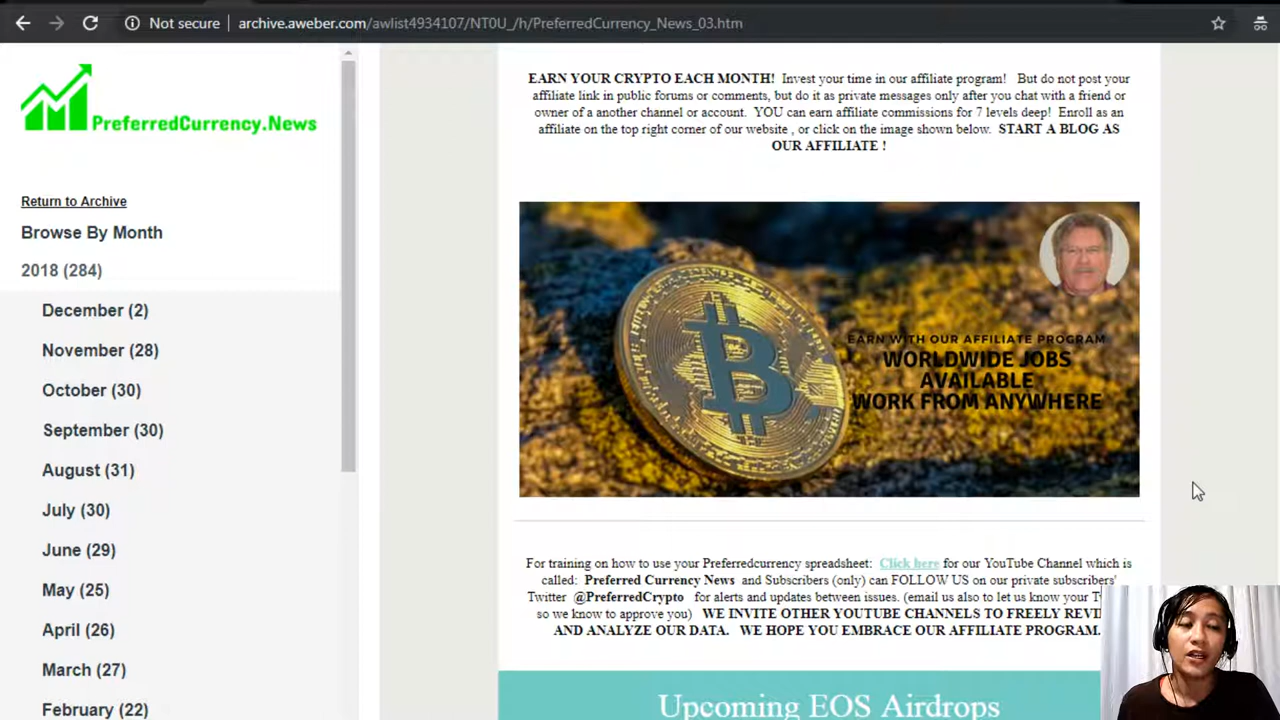 Not secure
archive.aweber.com/awlist4934107/NT0U_/h/PreferredCurrency_News_03.htm
PreferredCurrency.News
Return to Archive
Browse By Month
2018 (284)
December (2)
November (28)
October (30)
September (30)
August (31)
July (30)
June (29)
May (25)
April (26)
March (27)
February (22)
EARN YOUR CRYPTO EACH MONTH! Invest your time in our affiliate program! But do not post your
affiliate link in public forums or comments, but do it as private messages only after you chat with a friend or
owner of a another channel or account. YOU can earn affiliate commissions for 7 levels deep! Enroll as an
affiliate on the top right corner of our website , or click on the image shown below. START A BLOG AS
OUR AFFILIATE !
EARN WITH OUR AFFILIATE PROGRAM
WORLDWIDE JOBS
AVAILABLE
WORK FROM ANYWHERE
For training on how to use your Preferredcurrency spreadsheet: Click here for our YouTube Channel which is
called: Preferred Currency News and Subscribers (only) can FOLLOW US on our private subscribers'
Twitter @PreferredCrypto for alerts and updates between issues. (email us also to let us know your
so we know to approve you) WE INVITE OTHER YOUTUBE CHANNELS TO FREELY
AND ANALYZE OUR DATA. WE HOPE YOU EMBRACE OUR AFFILIATE PROGRAM.
Upcoming EOS Airdrops